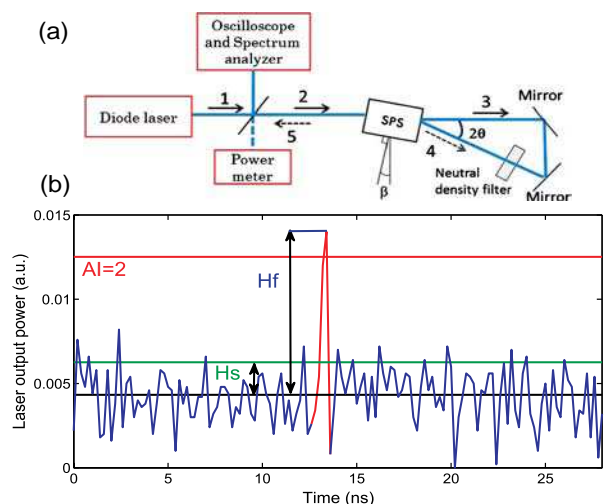 (a)
Oscilloscope
and Spectrum
analyzer
Diode laser
1
2
5
Power
meter
SPS
β
3
4
2θ
Mirror
Neutral
density filter
Mirror
(b)
Laser output power (a.u.)
0.015
0.01
0.005
0
AI=2
Hf
Hs
0 5 10 15 20 25
Time (ns)